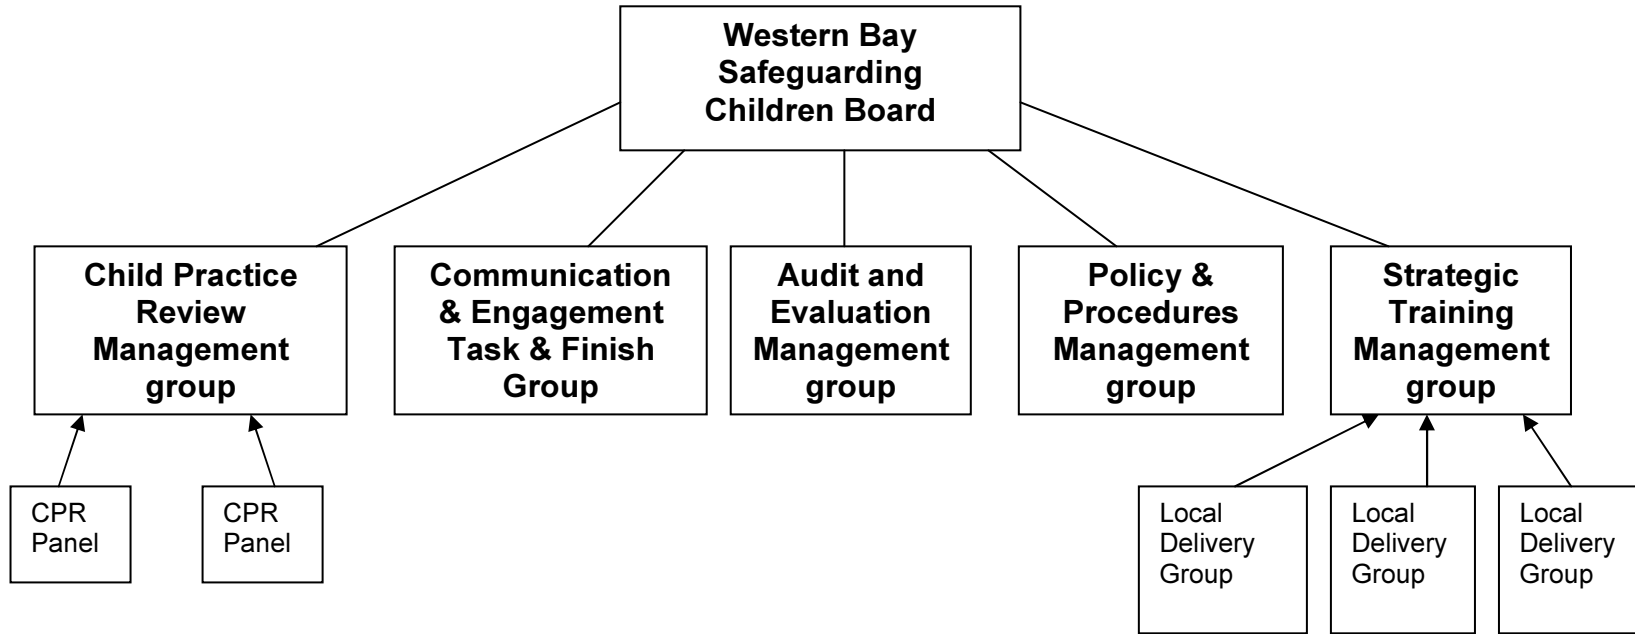 Western Bay
Safeguarding
Children Board
Child Practice
Review
Management
group
Communication
& Engagement
Task & Finish
Group
Audit and
Evaluation
Management
group
Policy &
Procedures
Management
group
Strategic
Training
Management
group
CPR
Panel
CPR
Panel
Local
Delivery
Group
Local
Delivery
Group
Local
Delivery
Group